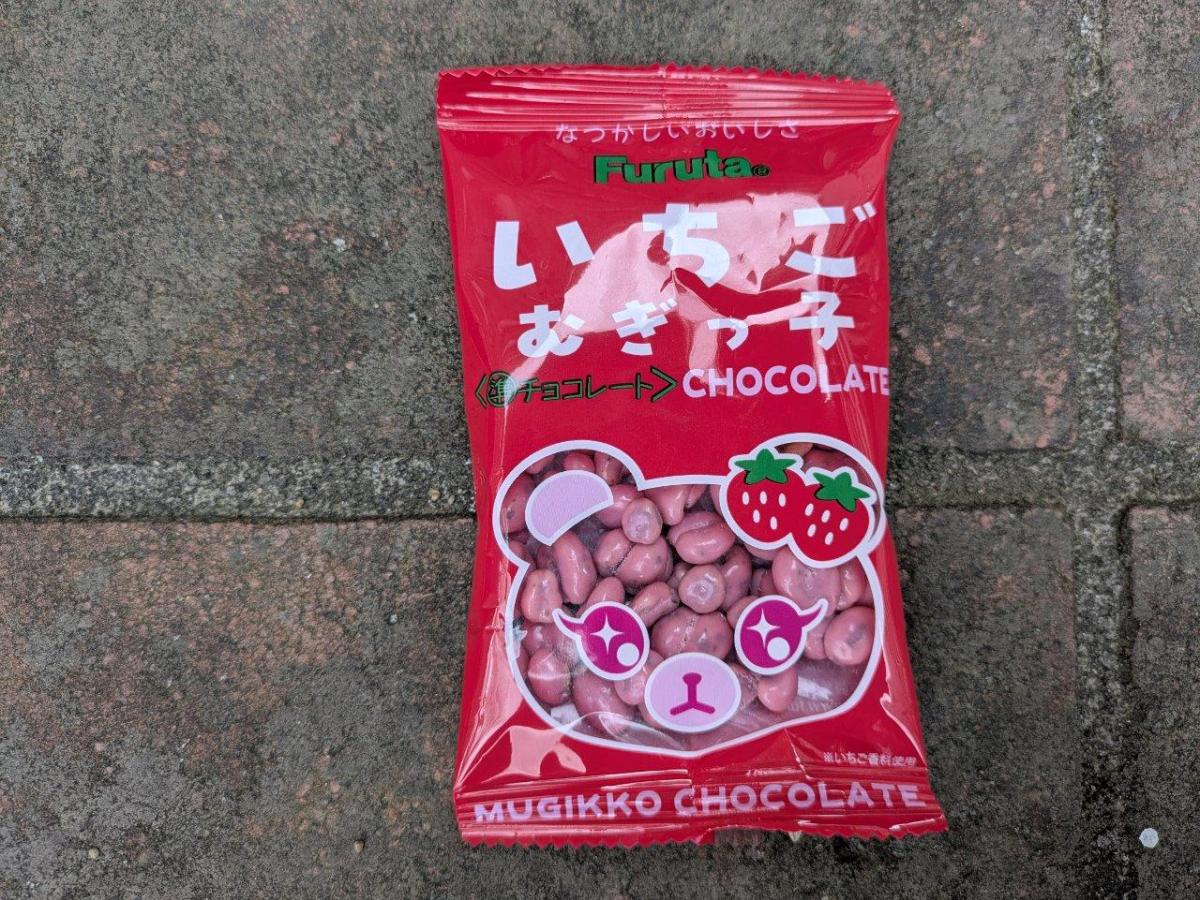 なつかしいおいしさ
Furuta®
いちご
むぎっ子
〈準チョコレート〉CHOCOLATE
※いちご香料使用
MUGIKKO CHOCOLATE